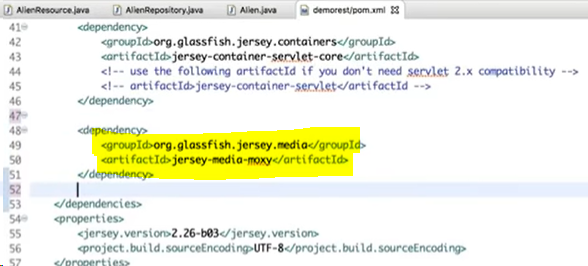 AlienResource.java AlienRepository.java Alien.java demorest/pom.xml
41 <dependency>
42 <groupId>org.glassfish.jersey.containers</groupId>
43 <artifactId>jersey-container-servlet-core</artifactId>
44 <!-- use the following artifactId if you don't need servlet 2.x compatibility -->
45 <!-- artifactId>jersey-container-servlet</artifactId -->
46 </dependency>
47
48 <dependency>
49 <groupId>org.glassfish.jersey.media</groupId>
50 <artifactId>jersey-media-moxy</artifactId>
51 </dependency>
52
53 </dependencies>
54 <properties>
55 <jersey.version>2.26-b03</jersey.version>
56 <project.build.sourceEncoding>UTF-8</project.build.sourceEncoding>
57 </properties>